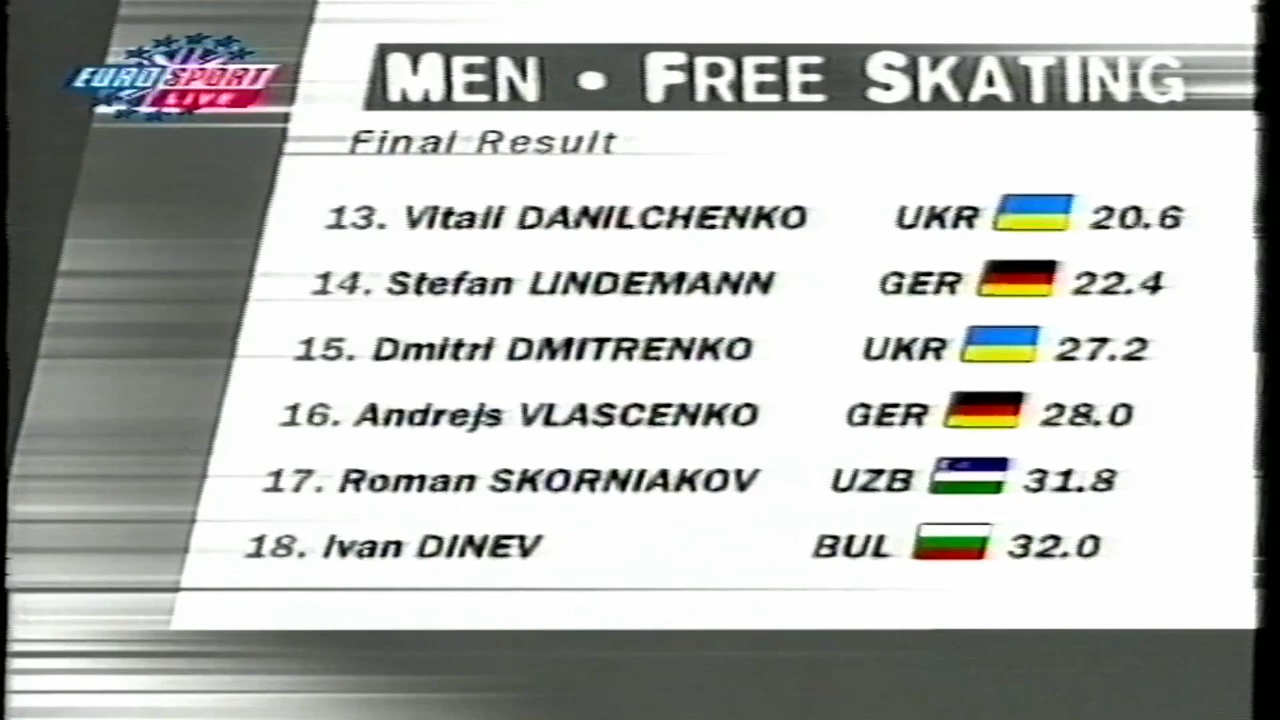 EUROSPORT
LIVE
MEN • FREE SKATING
Final Result
13. Vitali DANILCHENKO UKR 20.6
14. Stefan LINDEMANN GER 22.4
15. Dmitri DMITRENKO UKR 27.2
16. Andrejs VLASCENKO GER 28.0
17. Roman SKORNIAKOV UZB 31.8
18. Ivan DINEV BUL 32.0